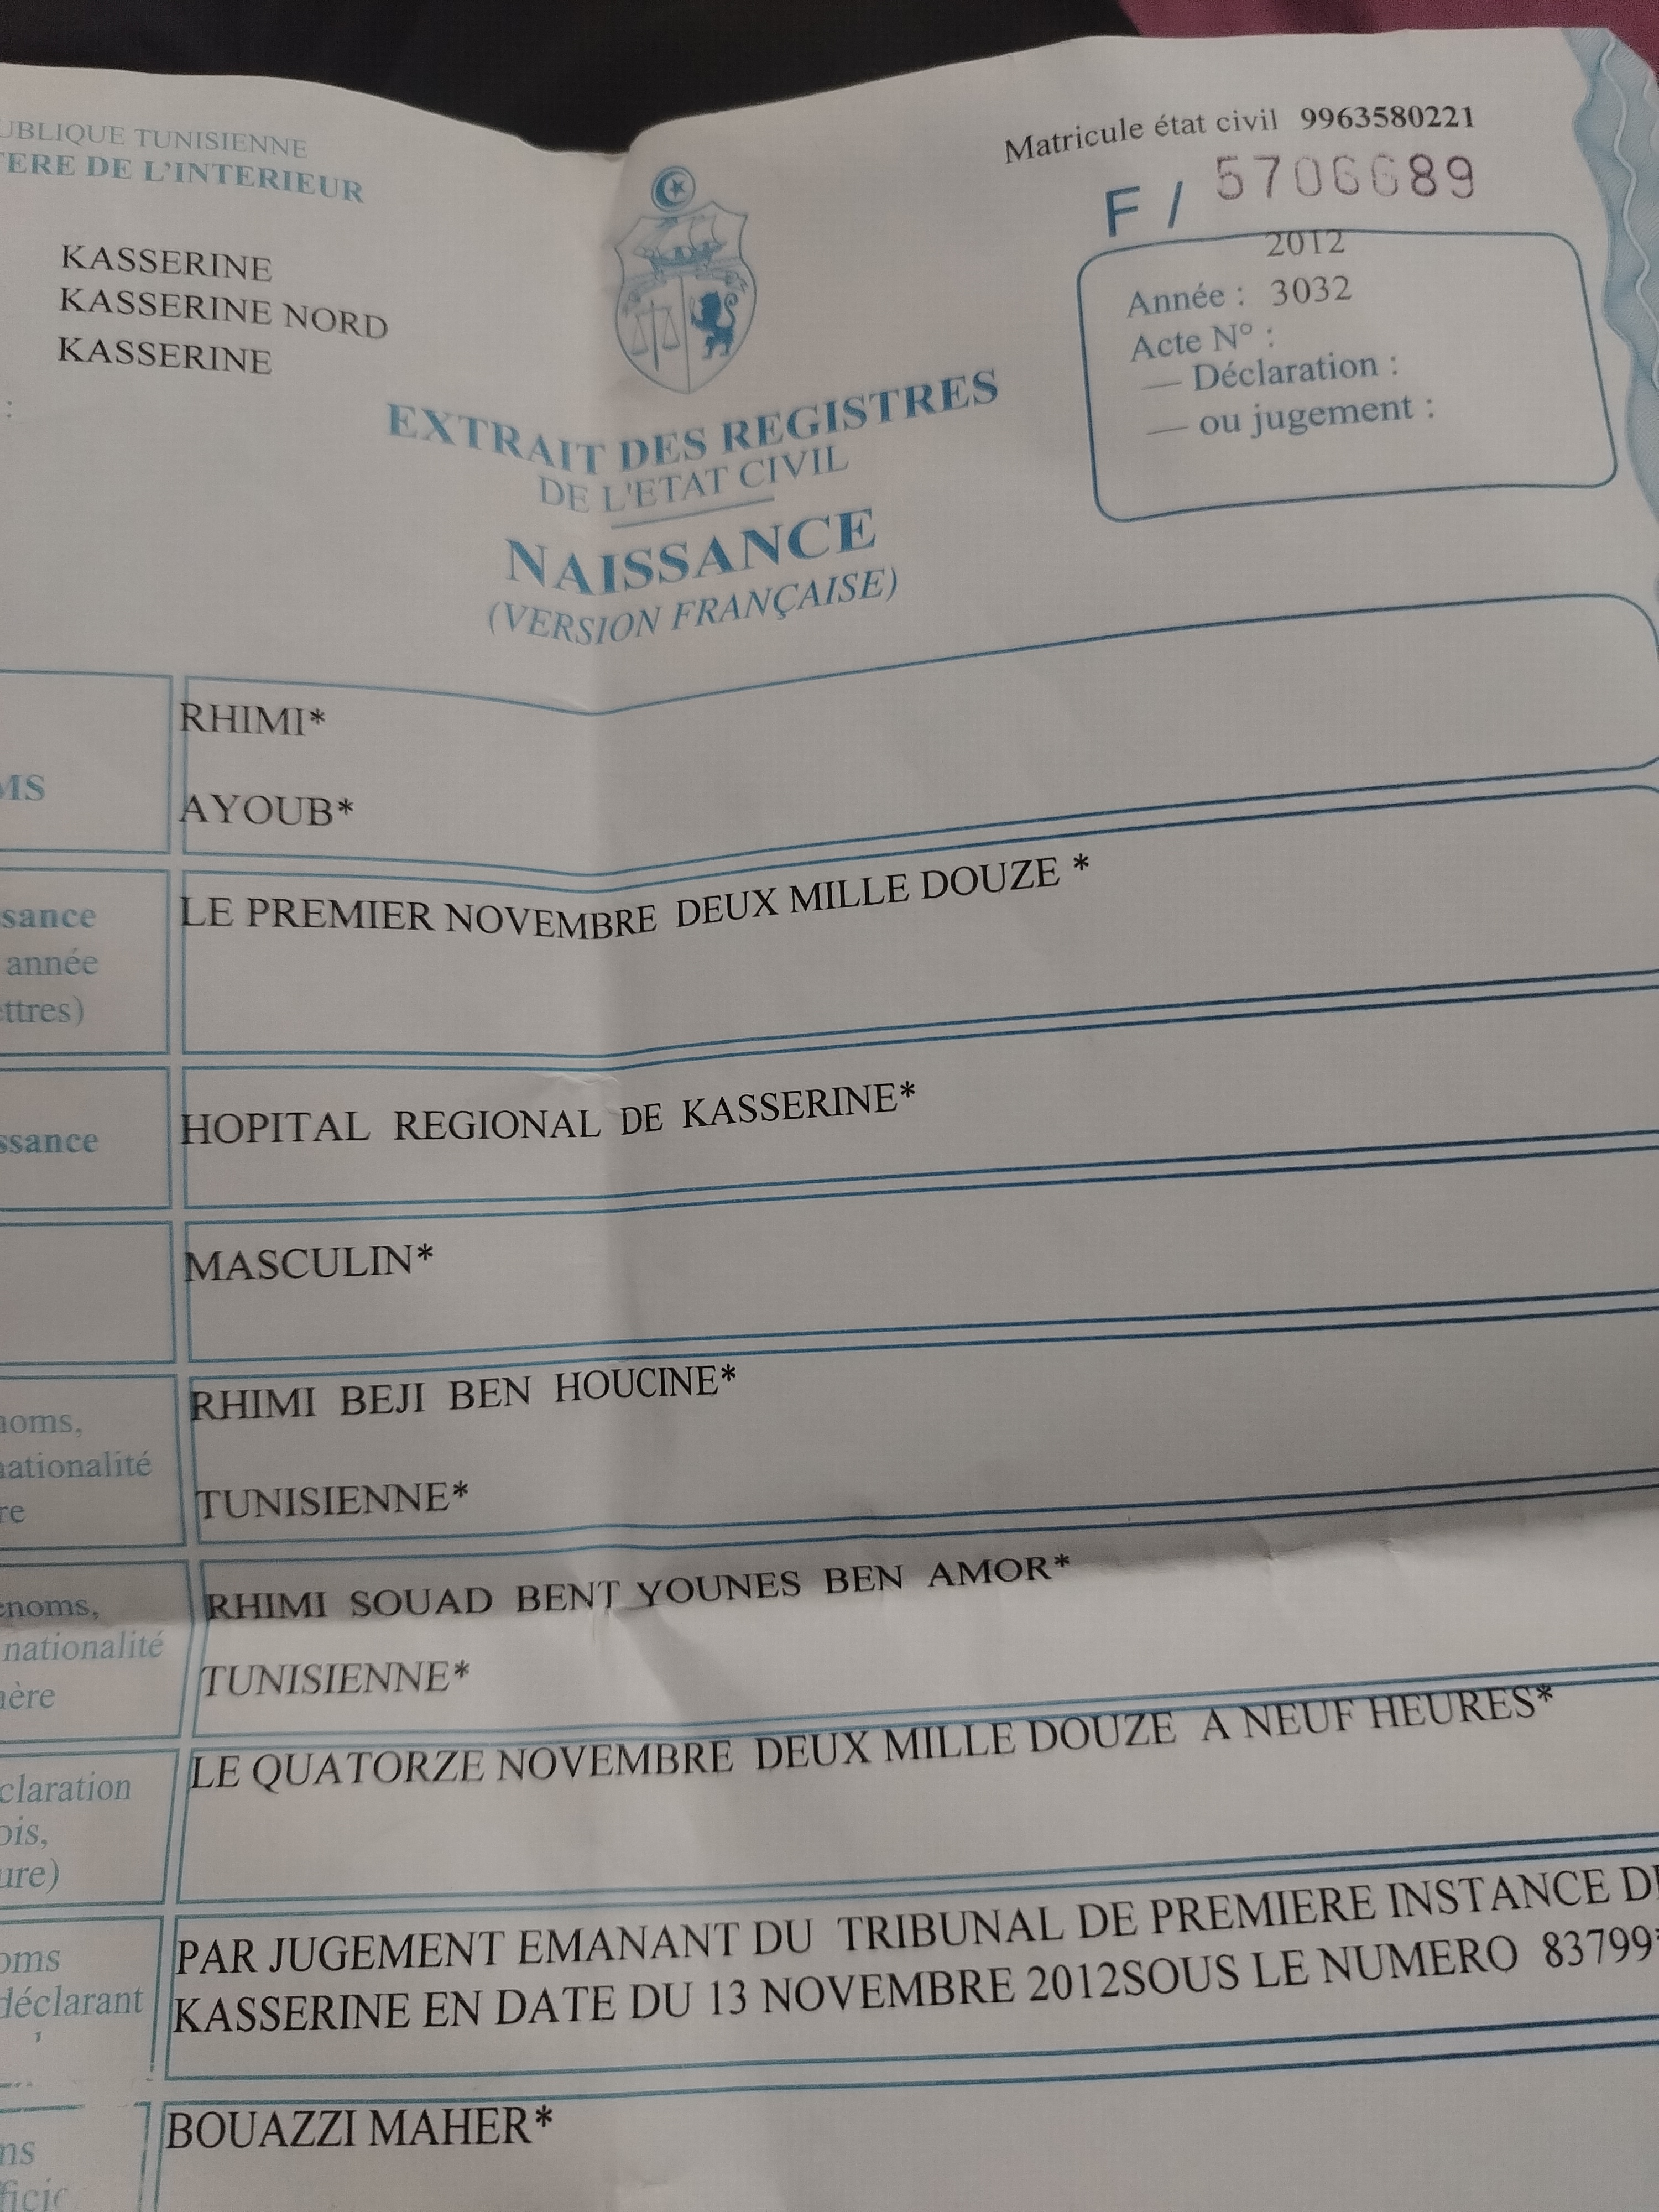 UBLIQUE TUNISIENNE
TERE DE L'INTERIEUR
KASSERINE
KASSERINE NORD
KASSERINE
:
Matricule état civil 9963580221
F / 5706689
2012
Année : 3032
Acte N° :
— Déclaration :
— ou jugement :
EXTRAIT DES REGISTRES
DE L'ETAT CIVIL
NAISSANCE
(VERSION FRANÇAISE)
RHIMI*
MS
AYOUB*
sance
année
ettres)
LE PREMIER NOVEMBRE DEUX MILLE DOUZE *
ssance
HOPITAL REGIONAL DE KASSERINE*
MASCULIN*
RHIMI BEJI BEN HOUCINE*
noms,
nationalité
re
TUNISIENNE*
RHIMI SOUAD BENT YOUNES BEN AMOR*
enoms,
nationalité
ère
TUNISIENNE*
LE QUATORZE NOVEMBRE DEUX MILLE DOUZE A NEUF HEURES*
claration
ois,
ure)
PAR JUGEMENT EMANANT DU TRIBUNAL DE PREMIERE INSTANCE D
KASSERINE EN DATE DU 13 NOVEMBRE 2012SOUS LE NUMERO 83799*
oms
déclarant
BOUAZZI MAHER*
ms
ficie